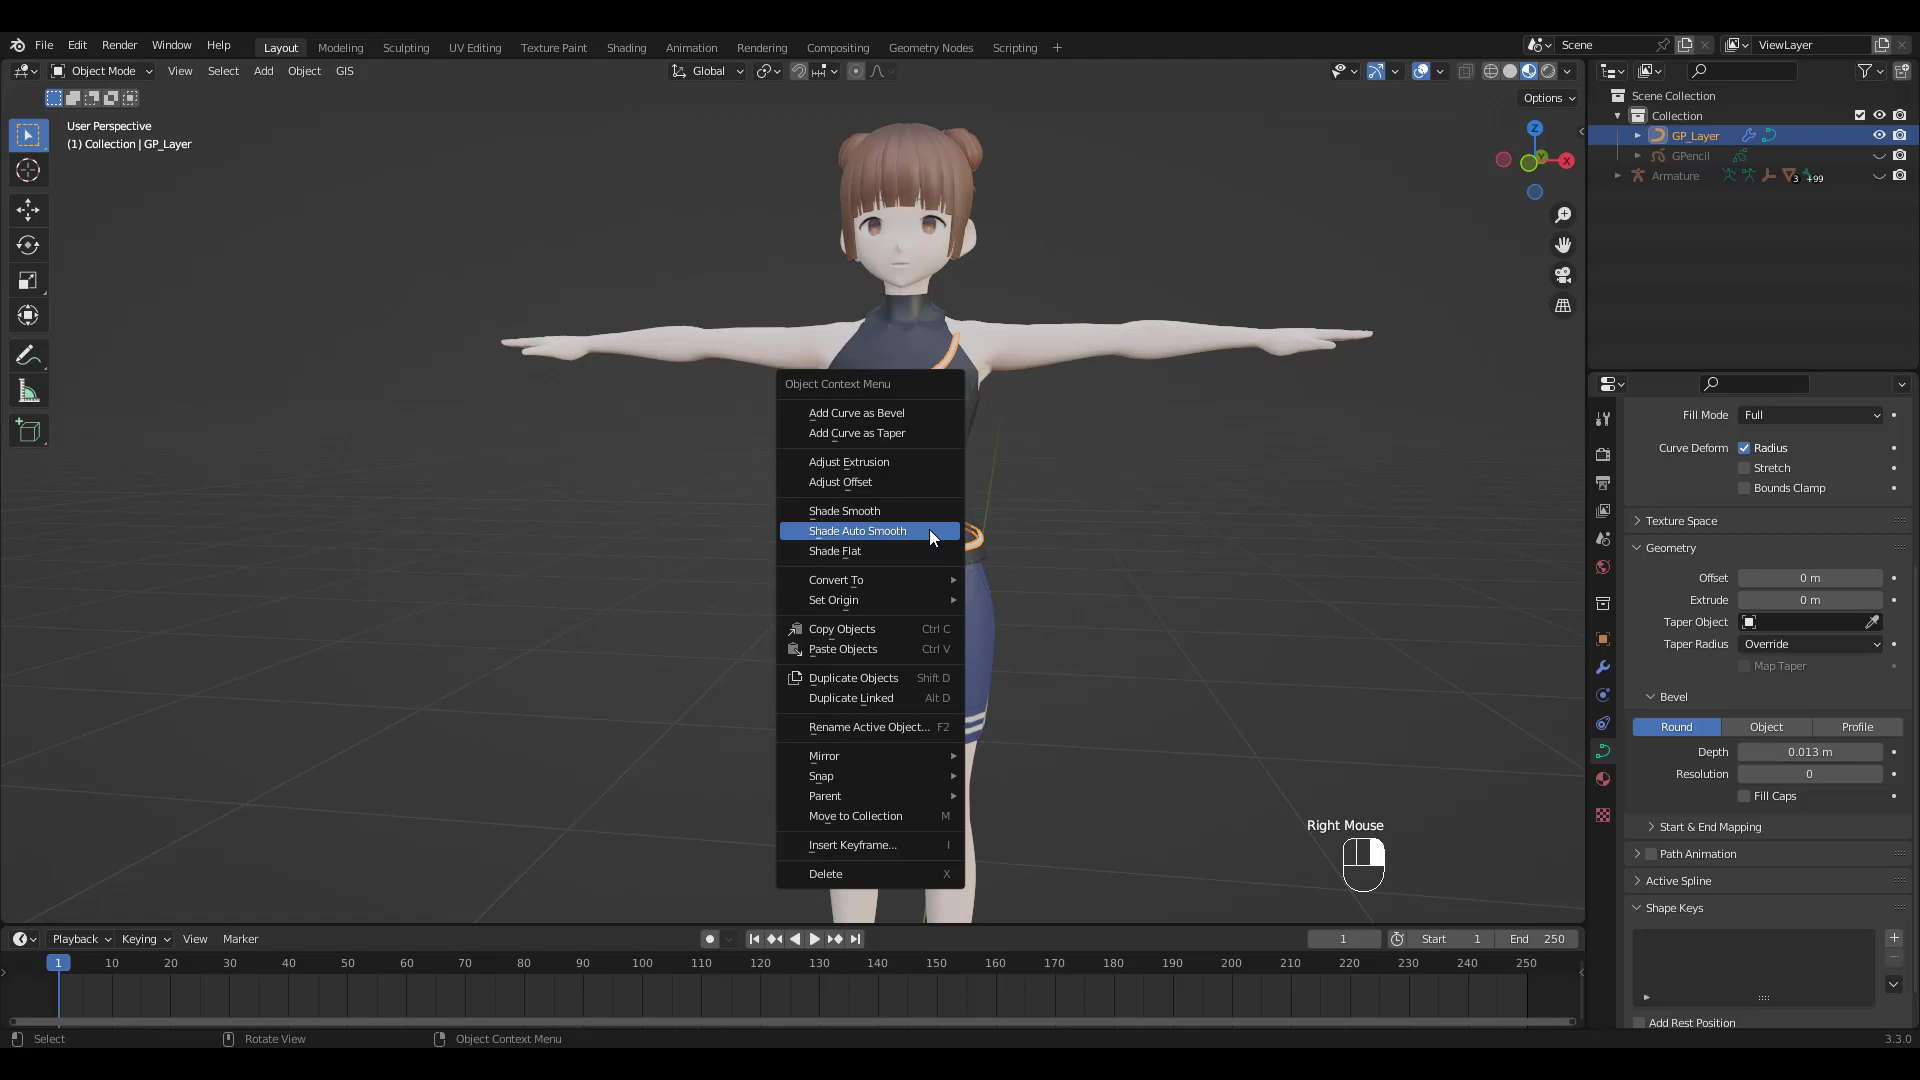 File Edit Render Window Help Layout Modeling Sculpting UV Editing Texture Paint Shading Animation Rendering Compositing Geometry Nodes Scripting + Scene ViewLayer
Object Mode View Select Add Object GIS Global
Options
User Perspective
(1) Collection | GP_Layer
Z
X
Y
Scene Collection
Collection
GP_Layer
GPencil
Armature 3 +99
Object Context Menu
Add Curve as Bevel
Add Curve as Taper
Adjust Extrusion
Adjust Offset
Shade Smooth
Shade Auto Smooth
Shade Flat
Convert To
Set Origin
Copy Objects Ctrl C
Paste Objects Ctrl V
Duplicate Objects Shift D
Duplicate Linked Alt D
Rename Active Object... F2
Mirror
Snap
Parent
Move to Collection M
Insert Keyframe... I
Delete X
Right Mouse
Fill Mode Full
Curve Deform Radius
Stretch
Bounds Clamp
Texture Space
Geometry
Offset 0 m
Extrude 0 m
Taper Object
Taper Radius Override
Map Taper
Bevel
Round Object Profile
Depth 0.013 m
Resolution 0
Fill Caps
Start & End Mapping
Path Animation
Active Spline
Shape Keys
Add Rest Position
Playback Keying View Marker 1 Start 1 End 250
1 10 20 30 40 50 60 70 80 90 100 110 120 130 140 150 160 170 180 190 200 210 220 230 240 250
Select Rotate View Object Context Menu 3.3.0